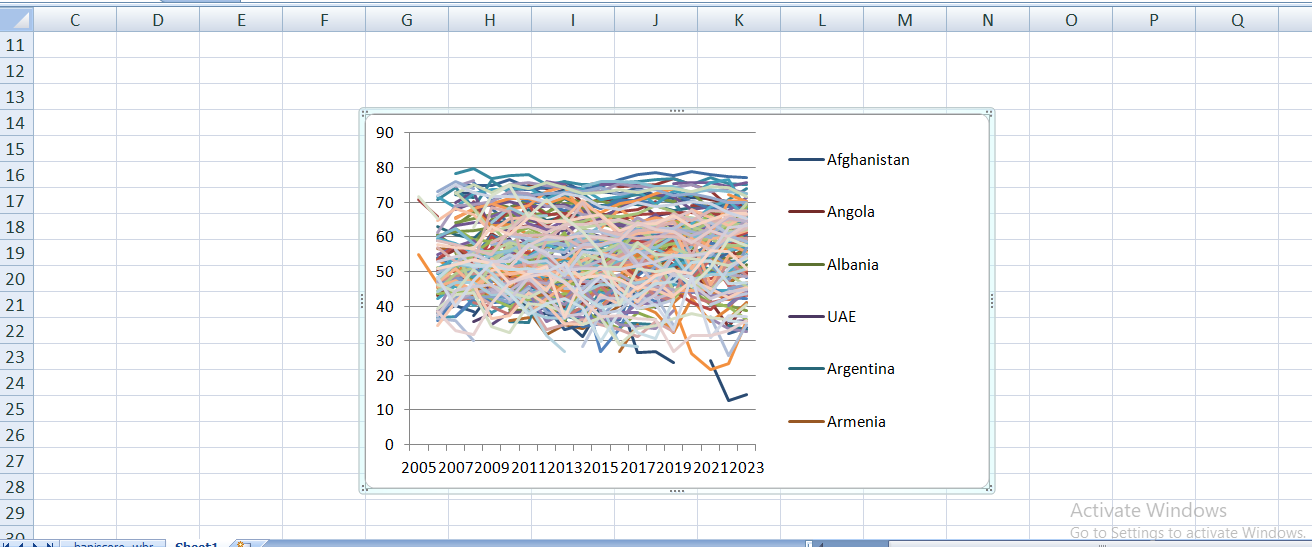 C D E F G H I J K L M N O P Q
11
12
13
14
15
16
17
18
19
20
21
22
23
24
25
26
27
28
29
30
90
80
70
60
50
40
30
20
10
0
2005 2007 2009 2011 2013 2015 2017 2019 2021 2023
Afghanistan
Angola
Albania
UAE
Argentina
Armenia
Activate Windows
Go to Settings to activate Windows.
hapiscore_whr Sheet1